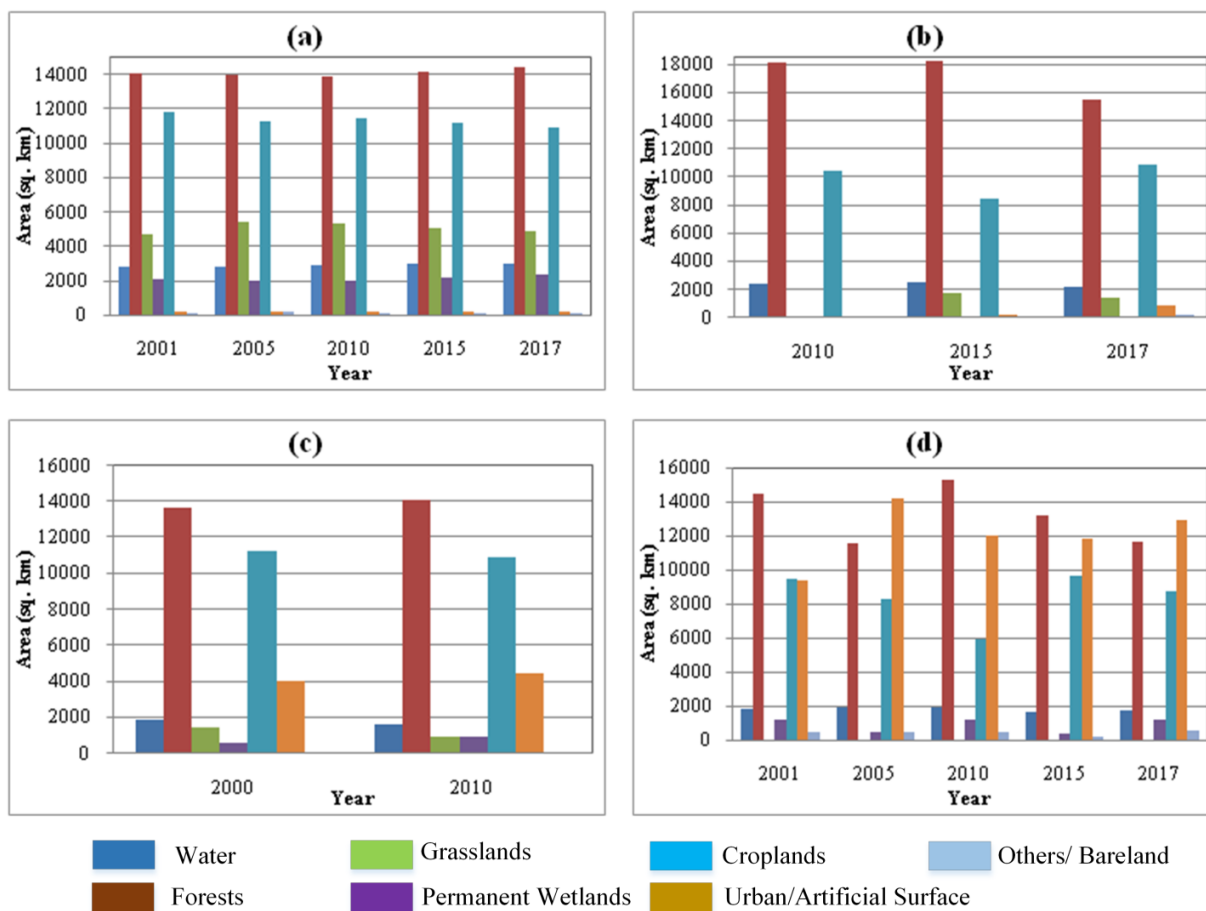 (a)
14000
12000
10000
8000
6000
4000
2000
0
Area (sq. km)
2001 2005 2010 2015 2017
Year
(b)
18000
16000
14000
12000
10000
8000
6000
4000
2000
0
Area (sq. km)
2010 2015 2017
Year
(c)
16000
14000
12000
10000
8000
6000
4000
2000
0
Area (sq. km)
2000 2010
Year
(d)
16000
14000
12000
10000
8000
6000
4000
2000
0
Area (sq. km)
2001 2005 2010 2015 2017
Year
Water Grasslands Croplands Others/ Bareland
Forests Permanent Wetlands Urban/Artificial Surface